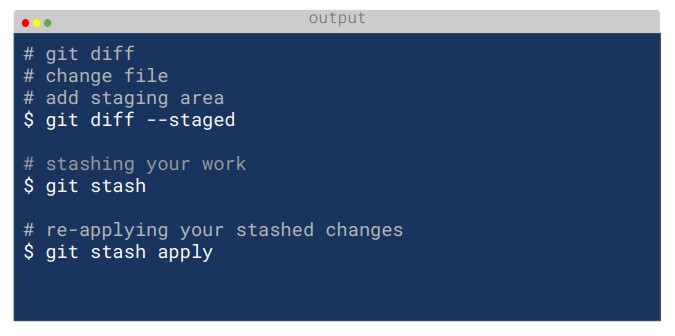 output
# git diff
# change file
# add staging area
$ git diff --staged
# stashing your work
$ git stash
# re-applying your stashed changes
$ git stash apply